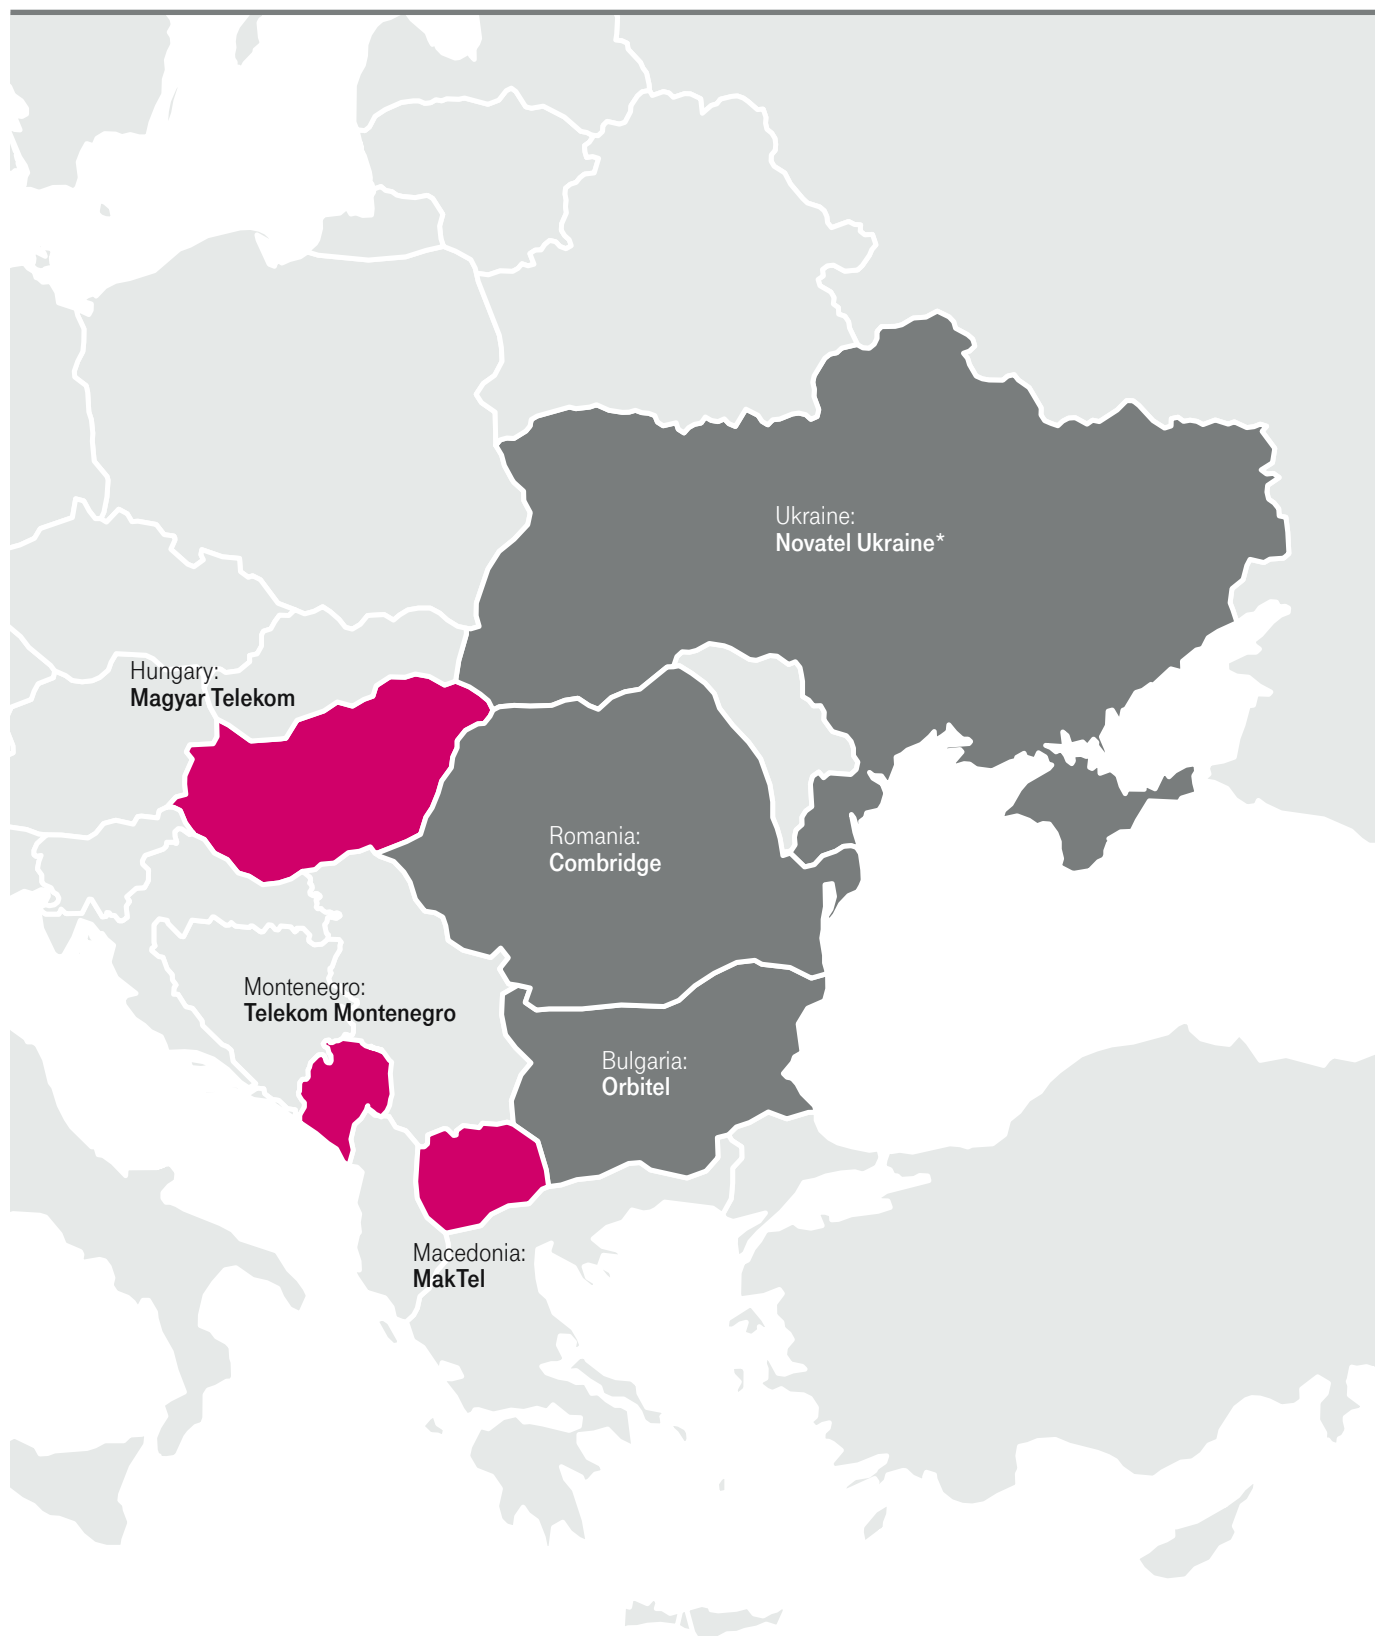 Ukraine:
Novatel Ukraine*
Hungary:
Magyar Telekom
Romania:
Combridge
Montenegro:
Telekom Montenegro
Bulgaria:
Orbitel
Macedonia:
MakTel